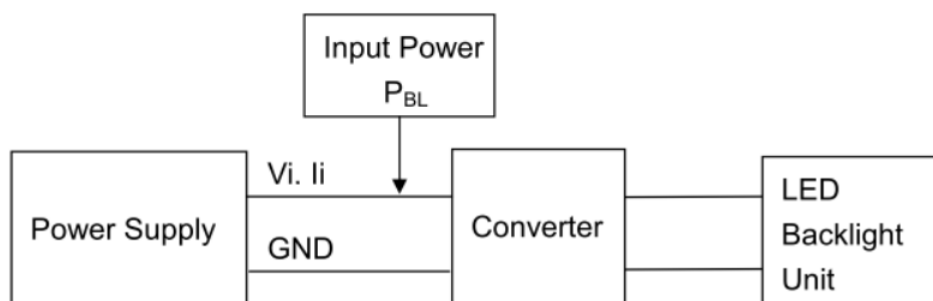 Input Power
PBL
Vi. Ii
Power Supply
GND
Converter
LED
Backlight
Unit